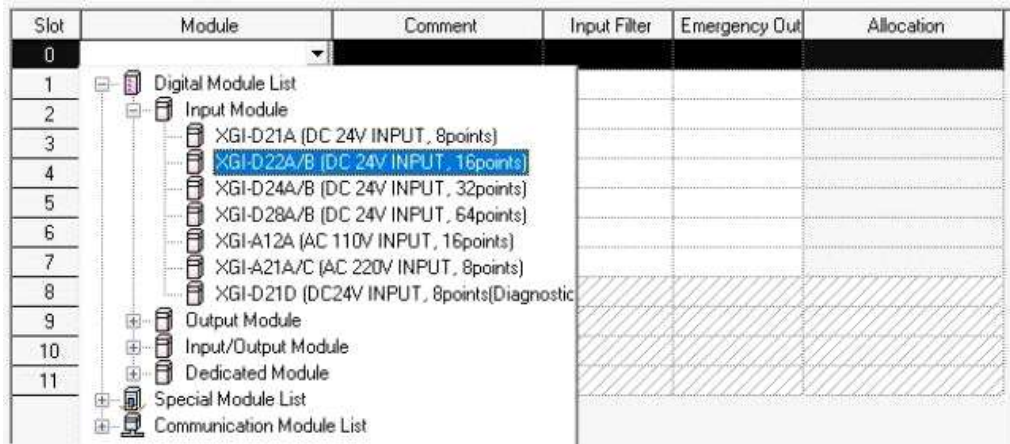 Slot Module Comment Input Filter Emergency Out Allocation
0
1 Digital Module List
2 Input Module
3 XGI-D21A (DC 24V INPUT, 8points)
4 XGI-D22A/B (DC 24V INPUT, 16points)
XGI-D24A/B (DC 24V INPUT, 32points)
5 XGI-D28A/B (DC 24V INPUT, 64points)
6 XGI-A12A (AC 110V INPUT, 16points)
7 XGI-A21A/C (AC 220V INPUT, 8points)
8 XGI-D21D (DC24V INPUT, 8points(Diagnostic
9 Output Module
10 Input/Output Module
11 Dedicated Module
Special Module List
Communication Module List